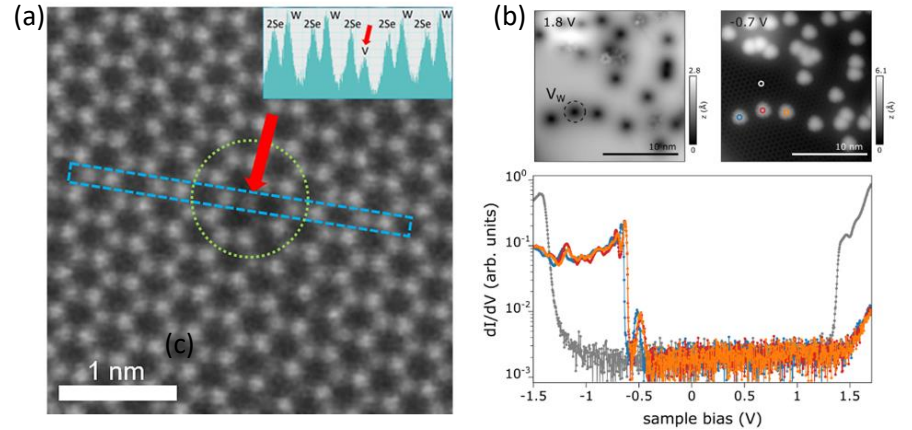 (a)
2Se W 2Se W 2Se V 2Se W 2Se W
(c)
1 nm
(b)
1.8 V
V_W
10 nm
2.8
z (Å)
0
-0.7 V
10 nm
6.1
z (Å)
0
dI/dV (arb. units)
10⁰
10⁻¹
10⁻²
10⁻³
-1.5 -1 -0.5 0 0.5 1 1.5
sample bias (V)